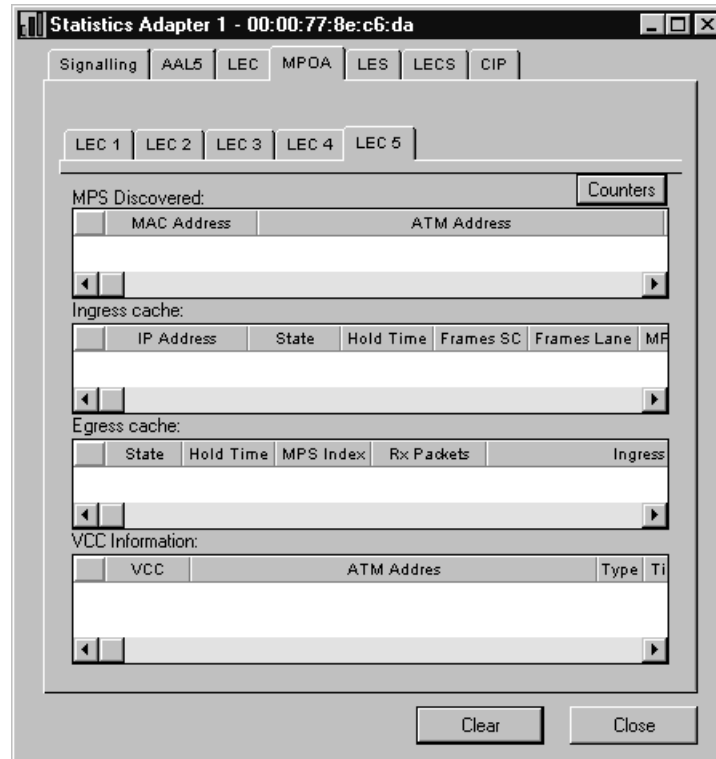 Statistics Adapter 1 - 00:00:77:8e:c6:da
Signalling AAL5 LEC MPOA LES LECS CIP
LEC 1 LEC 2 LEC 3 LEC 4 LEC 5
Counters
MPS Discovered:
MAC Address ATM Address
Ingress cache:
IP Address State Hold Time Frames SC Frames Lane MP
Egress cache:
State Hold Time MPS Index Rx Packets Ingress
VCC Information:
VCC ATM Addres Type Ti
Clear Close